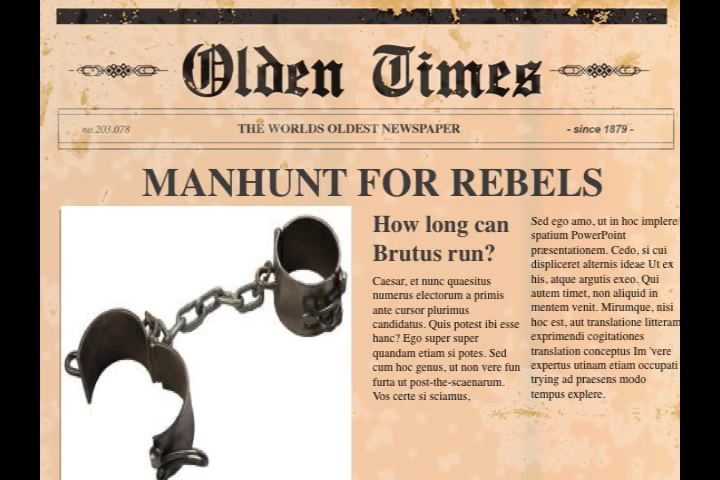 Olden Times
no.203.078
THE WORLDS OLDEST NEWSPAPER
- since 1879 -
MANHUNT FOR REBELS
How long can
Brutus run?
Caesar, et nunc quaesitus
numerus electorum a primis
ante cursor plurimus
candidatus. Quis potest ibi esse
hanc? Ego super super
quandam etiam si potes. Sed
cum hoc genus, ut non vere fun
furta ut post-the-scaenarum.
Vos certe si sciamus,
Sed ego amo, ut in hoc implere
spatium PowerPoint
præsentationem. Cedo, si cui
displiceret alternis ideae Ut ex
his, atque argutis exeo. Qui
autem timet, non aliquid in
mentem venit. Mirumque, nisi
hoc est, aut translatione litteram
exprimendi cogitationes
translation conceptus Im 'vere
expertus utinam etiam occupati
trying ad praesens modo
tempus explere.